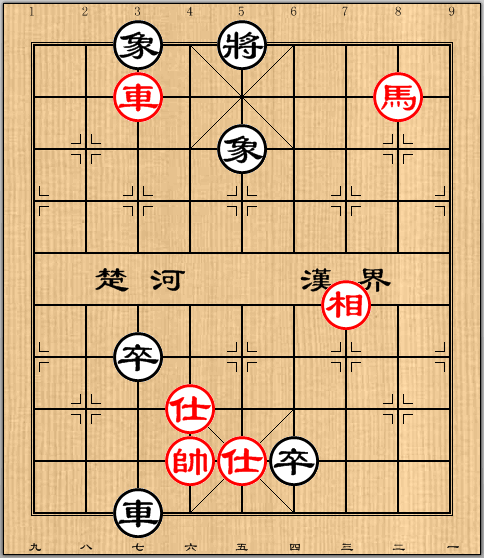 1 2 3 4 5 6 7 8 9
象 將
車 馬
象
楚 河 漢 界
相
卒
仕
帥 仕 卒
車
九 八 七 六 五 四 三 二 一